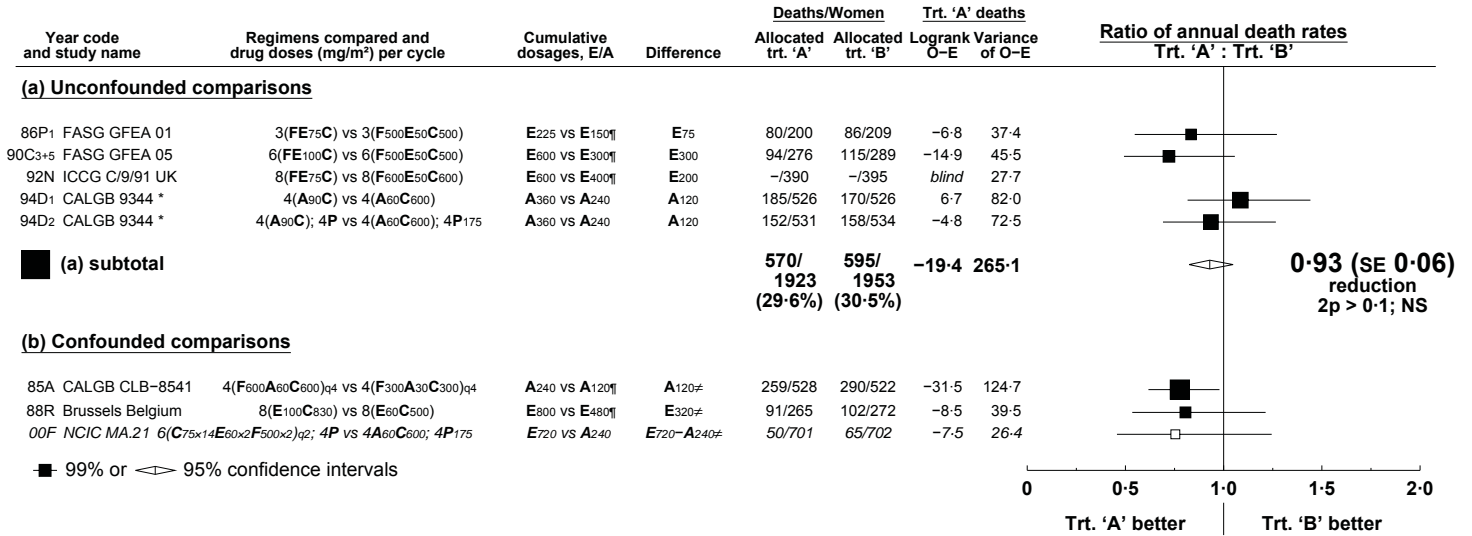 Deaths/Women Trt. ‘A’ deaths
Year code Regimens compared and Cumulative Allocated Allocated Logrank Variance Ratio of annual death rates
and study name drug doses (mg/m²) per cycle dosages, E/A Difference trt. ‘A’ trt. ‘B’ O−E of O−E Trt. ‘A’ : Trt. ‘B’
(a) Unconfounded comparisons
86P1 FASG GFEA 01 3(FE75C) vs 3(F500E50C500) E225 vs E150¶ E75 80/200 86/209 −6·8 37·4
90C3+5 FASG GFEA 05 6(FE100C) vs 6(F500E50C500) E600 vs E300¶ E300 94/276 115/289 −14·9 45·5
92N ICCG C/9/91 UK 8(FE75C) vs 8(F600E50C600) E600 vs E400¶ E200 −/390 −/395 blind 27·7
94D1 CALGB 9344 * 4(A90C) vs 4(A60C600) A360 vs A240 A120 185/526 170/526 6·7 82·0
94D2 CALGB 9344 * 4(A90C); 4P vs 4(A60C600); 4P175 A360 vs A240 A120 152/531 158/534 −4·8 72·5
(a) subtotal 570/ 595/ −19·4 265·1 0·93 (SE 0·06)
1923 1953 reduction
(29·6%) (30·5%) 2p > 0·1; NS
(b) Confounded comparisons
85A CALGB CLB−8541 4(F600A60C600)q4 vs 4(F300A30C300)q4 A240 vs A120¶ A120≠ 259/528 290/522 −31·5 124·7
88R Brussels Belgium 8(E100C830) vs 8(E60C500) E800 vs E480¶ E320≠ 91/265 102/272 −8·5 39·5
00F NCIC MA.21 6(C75x14E60x2F500x2)q2; 4P vs 4A60C600; 4P175 E720 vs A240 E720−A240≠ 50/701 65/702 −7·5 26·4
99% or 95% confidence intervals
0 0·5 1·0 1·5 2·0
Trt. ‘A’ better Trt. ‘B’ better